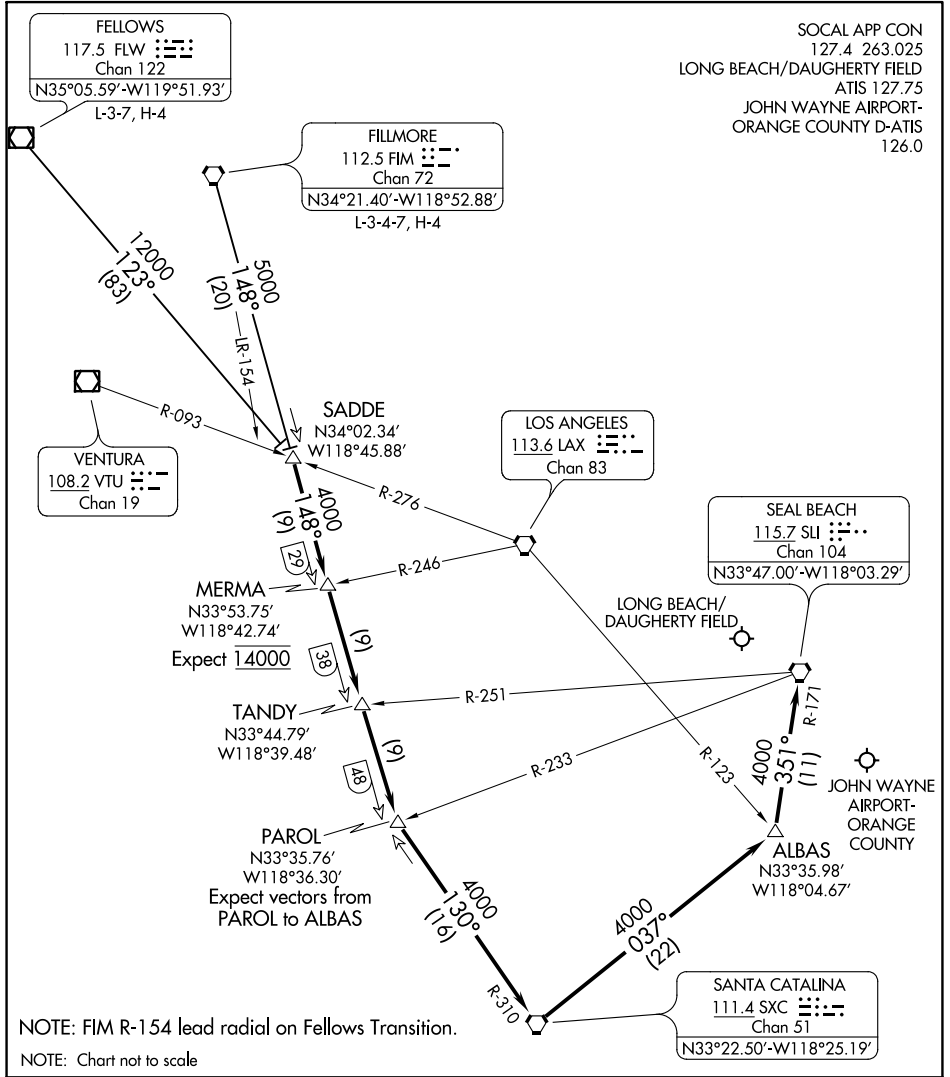 FELLOWS
117.5 FLW
Chan 122
N35°05.59’-W119°51.93’
L-3-7, H-4
SOCAL APP CON
127.4 263.025
LONG BEACH/DAUGHERTY FIELD
ATIS 127.75
JOHN WAYNE AIRPORT-
ORANGE COUNTY D-ATIS
126.0
FILLMORE
112.5 FIM
Chan 72
N34°21.40’-W118°52.88’
L-3-4-7, H-4
12000
123°
(83)
5000
148°
(20)
LR-154
R-093
VENTURA
108.2 VTU
Chan 19
SADDE
N34°02.34’
W118°45.88’
LOS ANGELES
113.6 LAX
Chan 83
R-276
R-246
4000
148°
(9)
29
MERMA
N33°53.75’
W118°42.74’
Expect 14000
(9)
38
SEAL BEACH
115.7 SLI
Chan 104
N33°47.00’-W118°03.29’
LONG BEACH/
DAUGHERTY FIELD
R-251
R-171
TANDY
N33°44.79’
W118°39.48’
(9)
48
R-233
R-123
4000
351°
(11)
JOHN WAYNE
AIRPORT-
ORANGE
COUNTY
PAROL
N33°35.76’
W118°36.30’
Expect vectors from
PAROL to ALBAS
ALBAS
N33°35.98’
W118°04.67’
4000
130°
(16)
R-310
4000
037°
(22)
SANTA CATALINA
111.4 SXC
Chan 51
N33°22.50’-W118°25.19’
NOTE: FIM R-154 lead radial on Fellows Transition.
NOTE: Chart not to scale